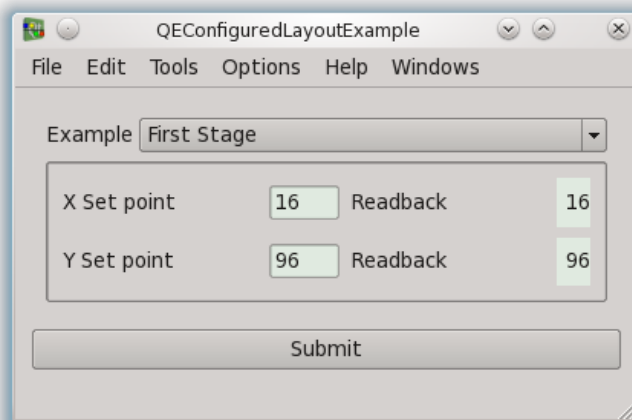 QEConfiguredLayoutExample
File Edit Tools Options Help Windows
Example First Stage
X Set point 16 Readback 16
Y Set point 96 Readback 96
Submit